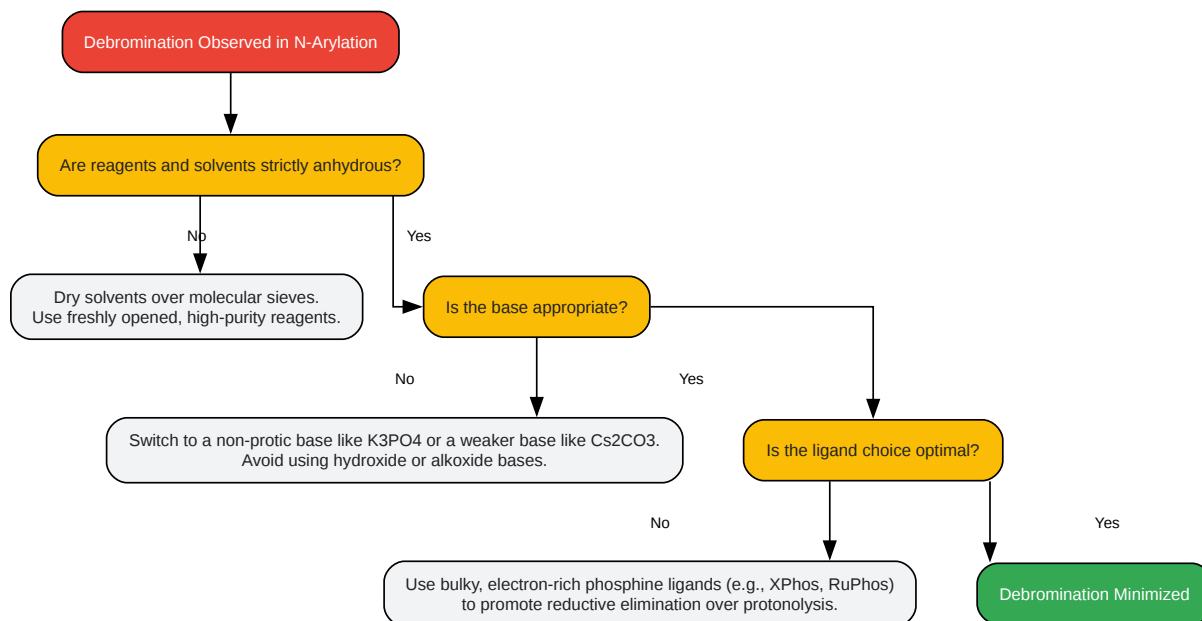 Debromination Observed in N-Arylation
Are reagents and solvents strictly anhydrous?
No
Yes
Dry solvents over molecular sieves.
Use freshly opened, high-purity reagents.
Is the base appropriate?
No
Yes
Switch to a non-protic base like K3PO4 or a weaker base like Cs2CO3.
Avoid using hydroxide or alkoxide bases.
Is the ligand choice optimal?
No
Yes
Use bulky, electron-rich phosphine ligands (e.g., XPhos, RuPhos)
to promote reductive elimination over protonolysis.
Debromination Minimized